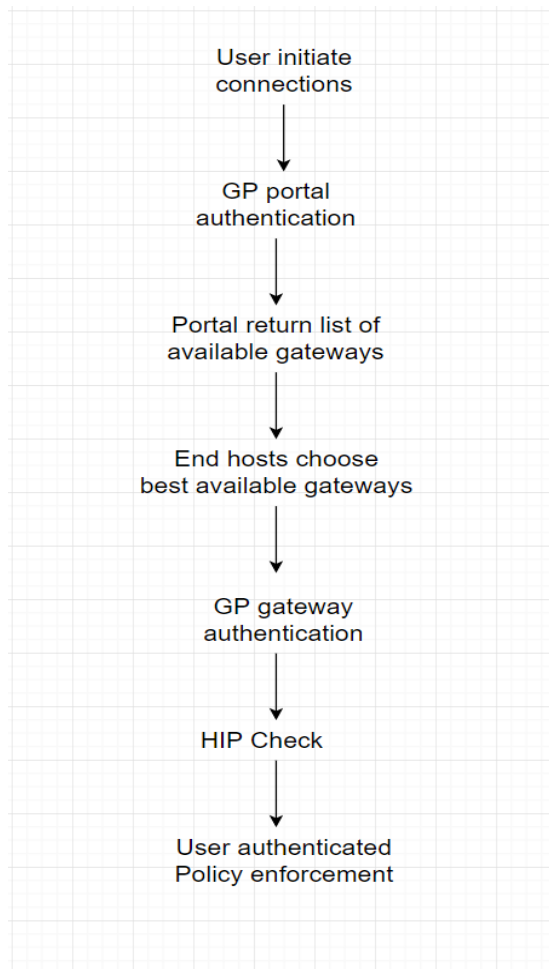 User initiate
connections
GP portal
authentication
Portal return list of
available gateways
End hosts choose
best available gateways
GP gateway
authentication
HIP Check
User authenticated
Policy enforcement